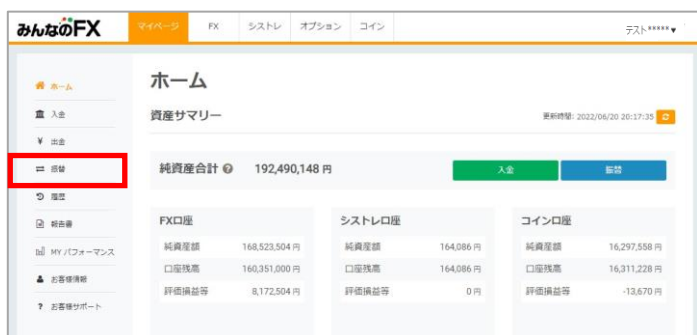 みんなのFX マイページ FX シストレ オプション コイン テスト*****▼
ホーム
ホーム
入金
資産サマリー 更新時間: 2022/06/20 20:17:35
¥ 出金
振替
純資産合計 ? 192,490,148 円 入金 振替
履歴
報告書
FX口座 シストレ口座 コイン口座
MY パフォーマンス
純資産額 168,523,504 円 純資産額 164,086 円 純資産額 16,297,558 円
お客様情報
口座残高 160,351,000 円 口座残高 164,086 円 口座残高 16,311,228 円
評価損益等 8,172,504 円 評価損益等 0 円 評価損益等 -13,670 円
? お客様サポート